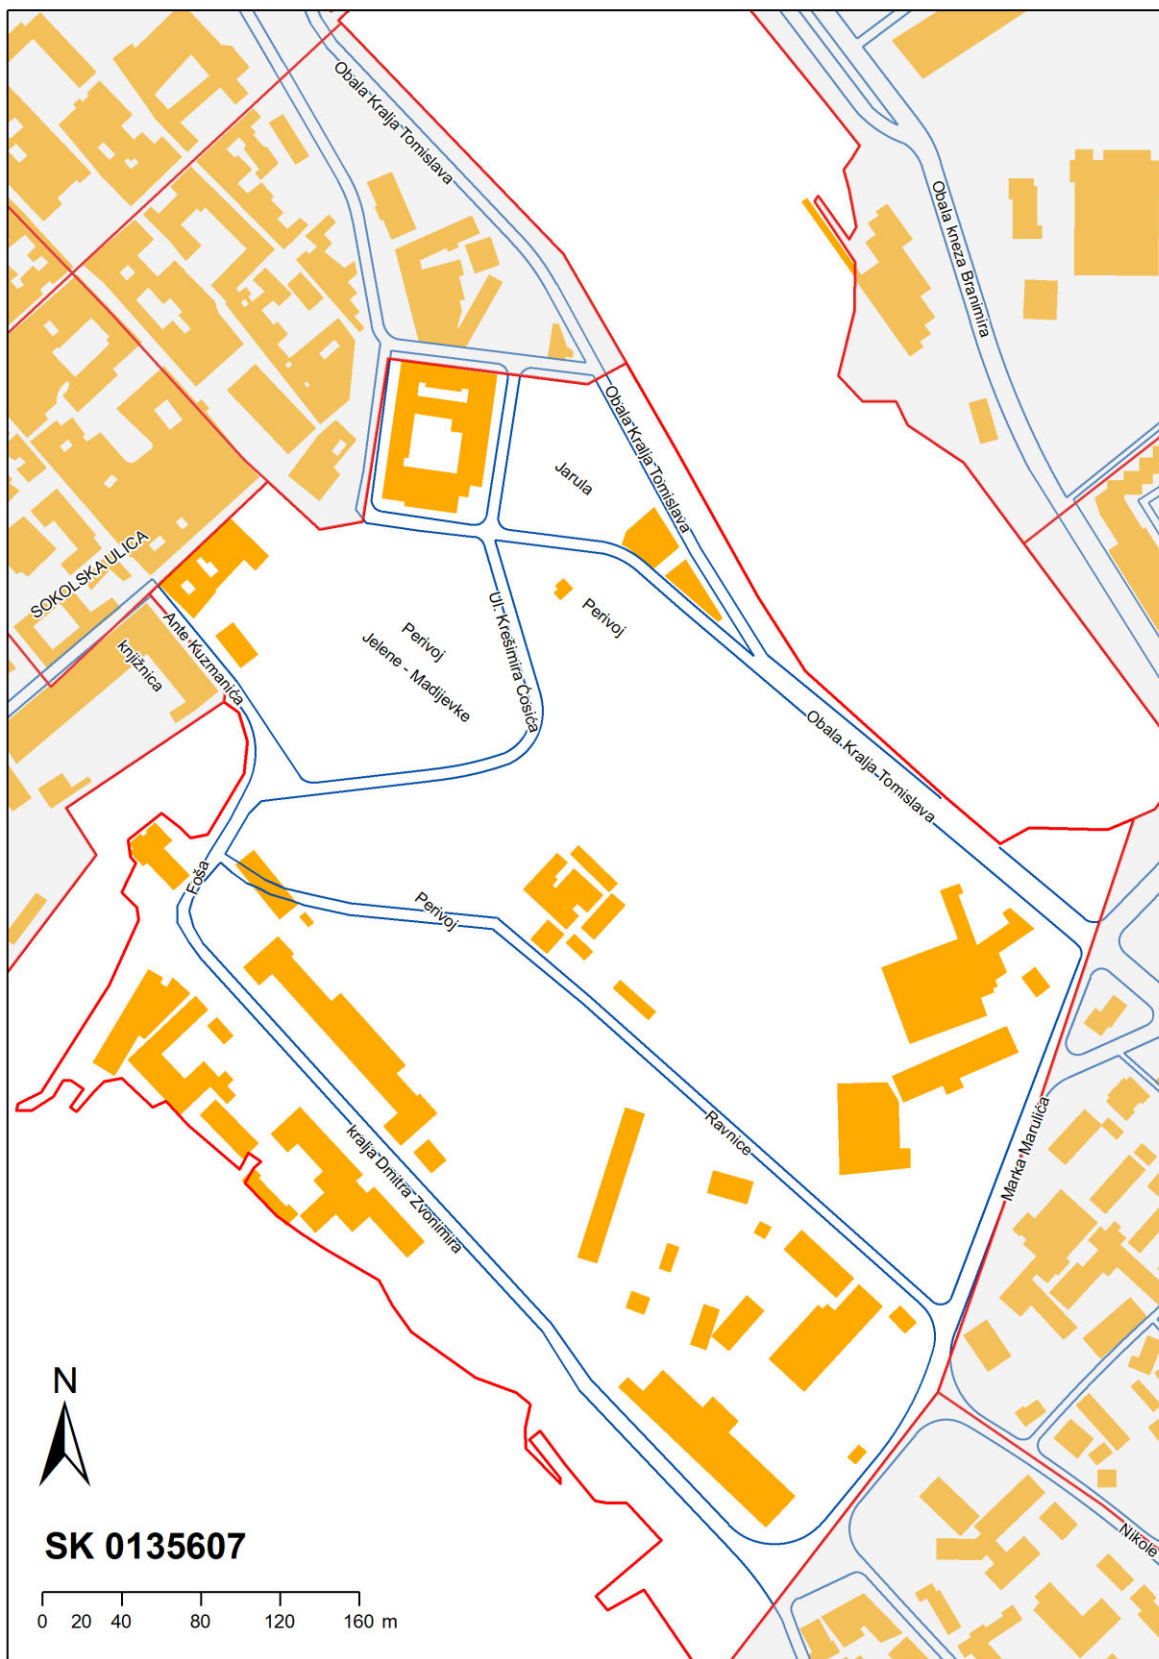 Obala Kralja Tomislava
Obala kneza Branimira
Obala Kralja Tomislava
Jarula
SOKOLSKA ULICA
knjižnica
Ante Kuzmanića
Perivoj
Jelene - Madijevke
Ul. Krešimira Ćosića
Perivoj
Obala Kralja Tomislava
Foša
Perivoj
Ravnice
Marka Marulića
kralja Dmitra Zvonimira
Nikole
N
SK 0135607
0 20 40 80 120 160 m